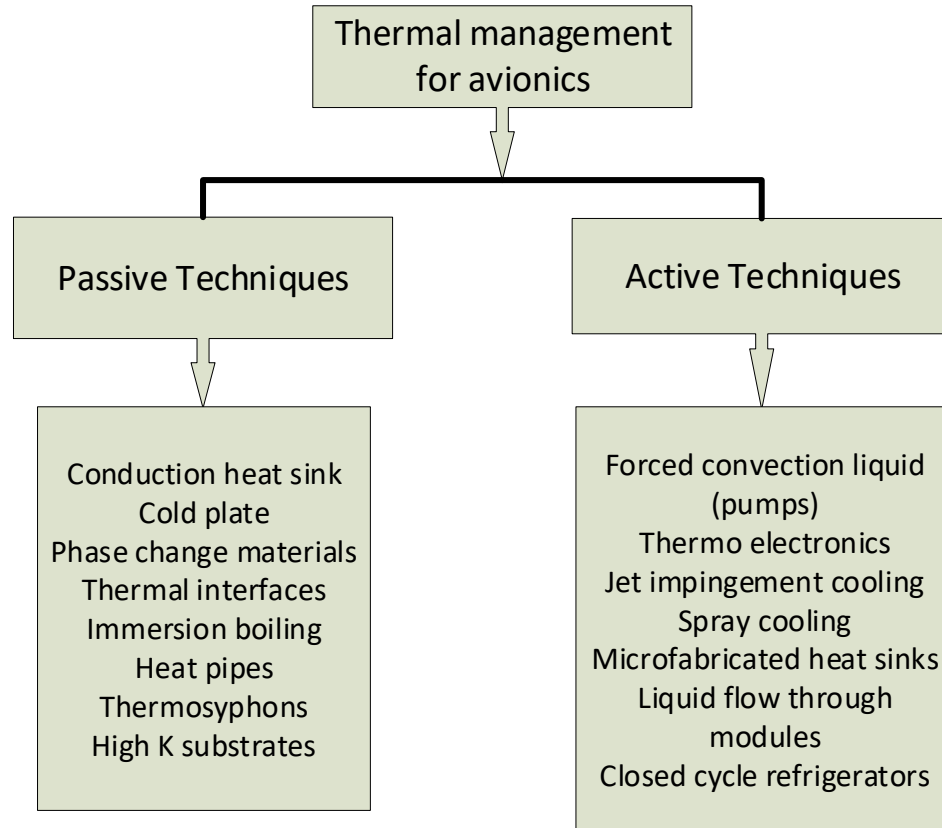 Thermal management
for avionics
Passive Techniques
Active Techniques
Conduction heat sink
Cold plate
Phase change materials
Thermal interfaces
Immersion boiling
Heat pipes
Thermosyphons
High K substrates
Forced convection liquid
(pumps)
Thermo electronics
Jet impingement cooling
Spray cooling
Microfabricated heat sinks
Liquid flow through
modules
Closed cycle refrigerators